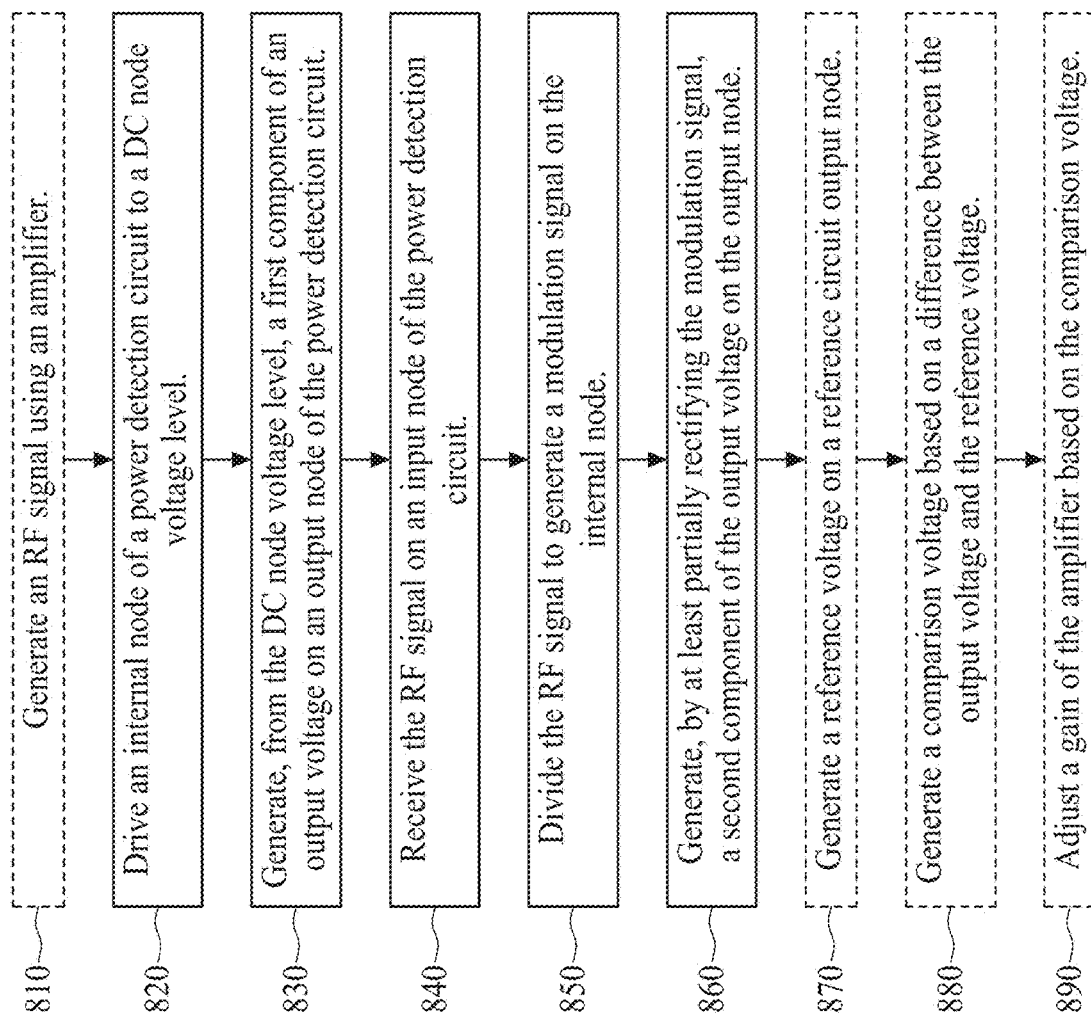 810
Generate an RF signal using an amplifier.
820
Drive an internal node of a power detection circuit to a DC node
voltage level.
830
Generate, from the DC node voltage level, a first component of an
output voltage on an output node of the power detection circuit.
840
Receive the RF signal on an input node of the power detection
circuit.
850
Divide the RF signal to generate a modulation signal on the
internal node.
860
Generate, by at least partially rectifying the modulation signal,
a second component of the output voltage on the output node.
870
Generate a reference voltage on a reference circuit output node.
880
Generate a comparison voltage based on a difference between the
output voltage and the reference voltage.
890
Adjust a gain of the amplifier based on the comparison voltage.